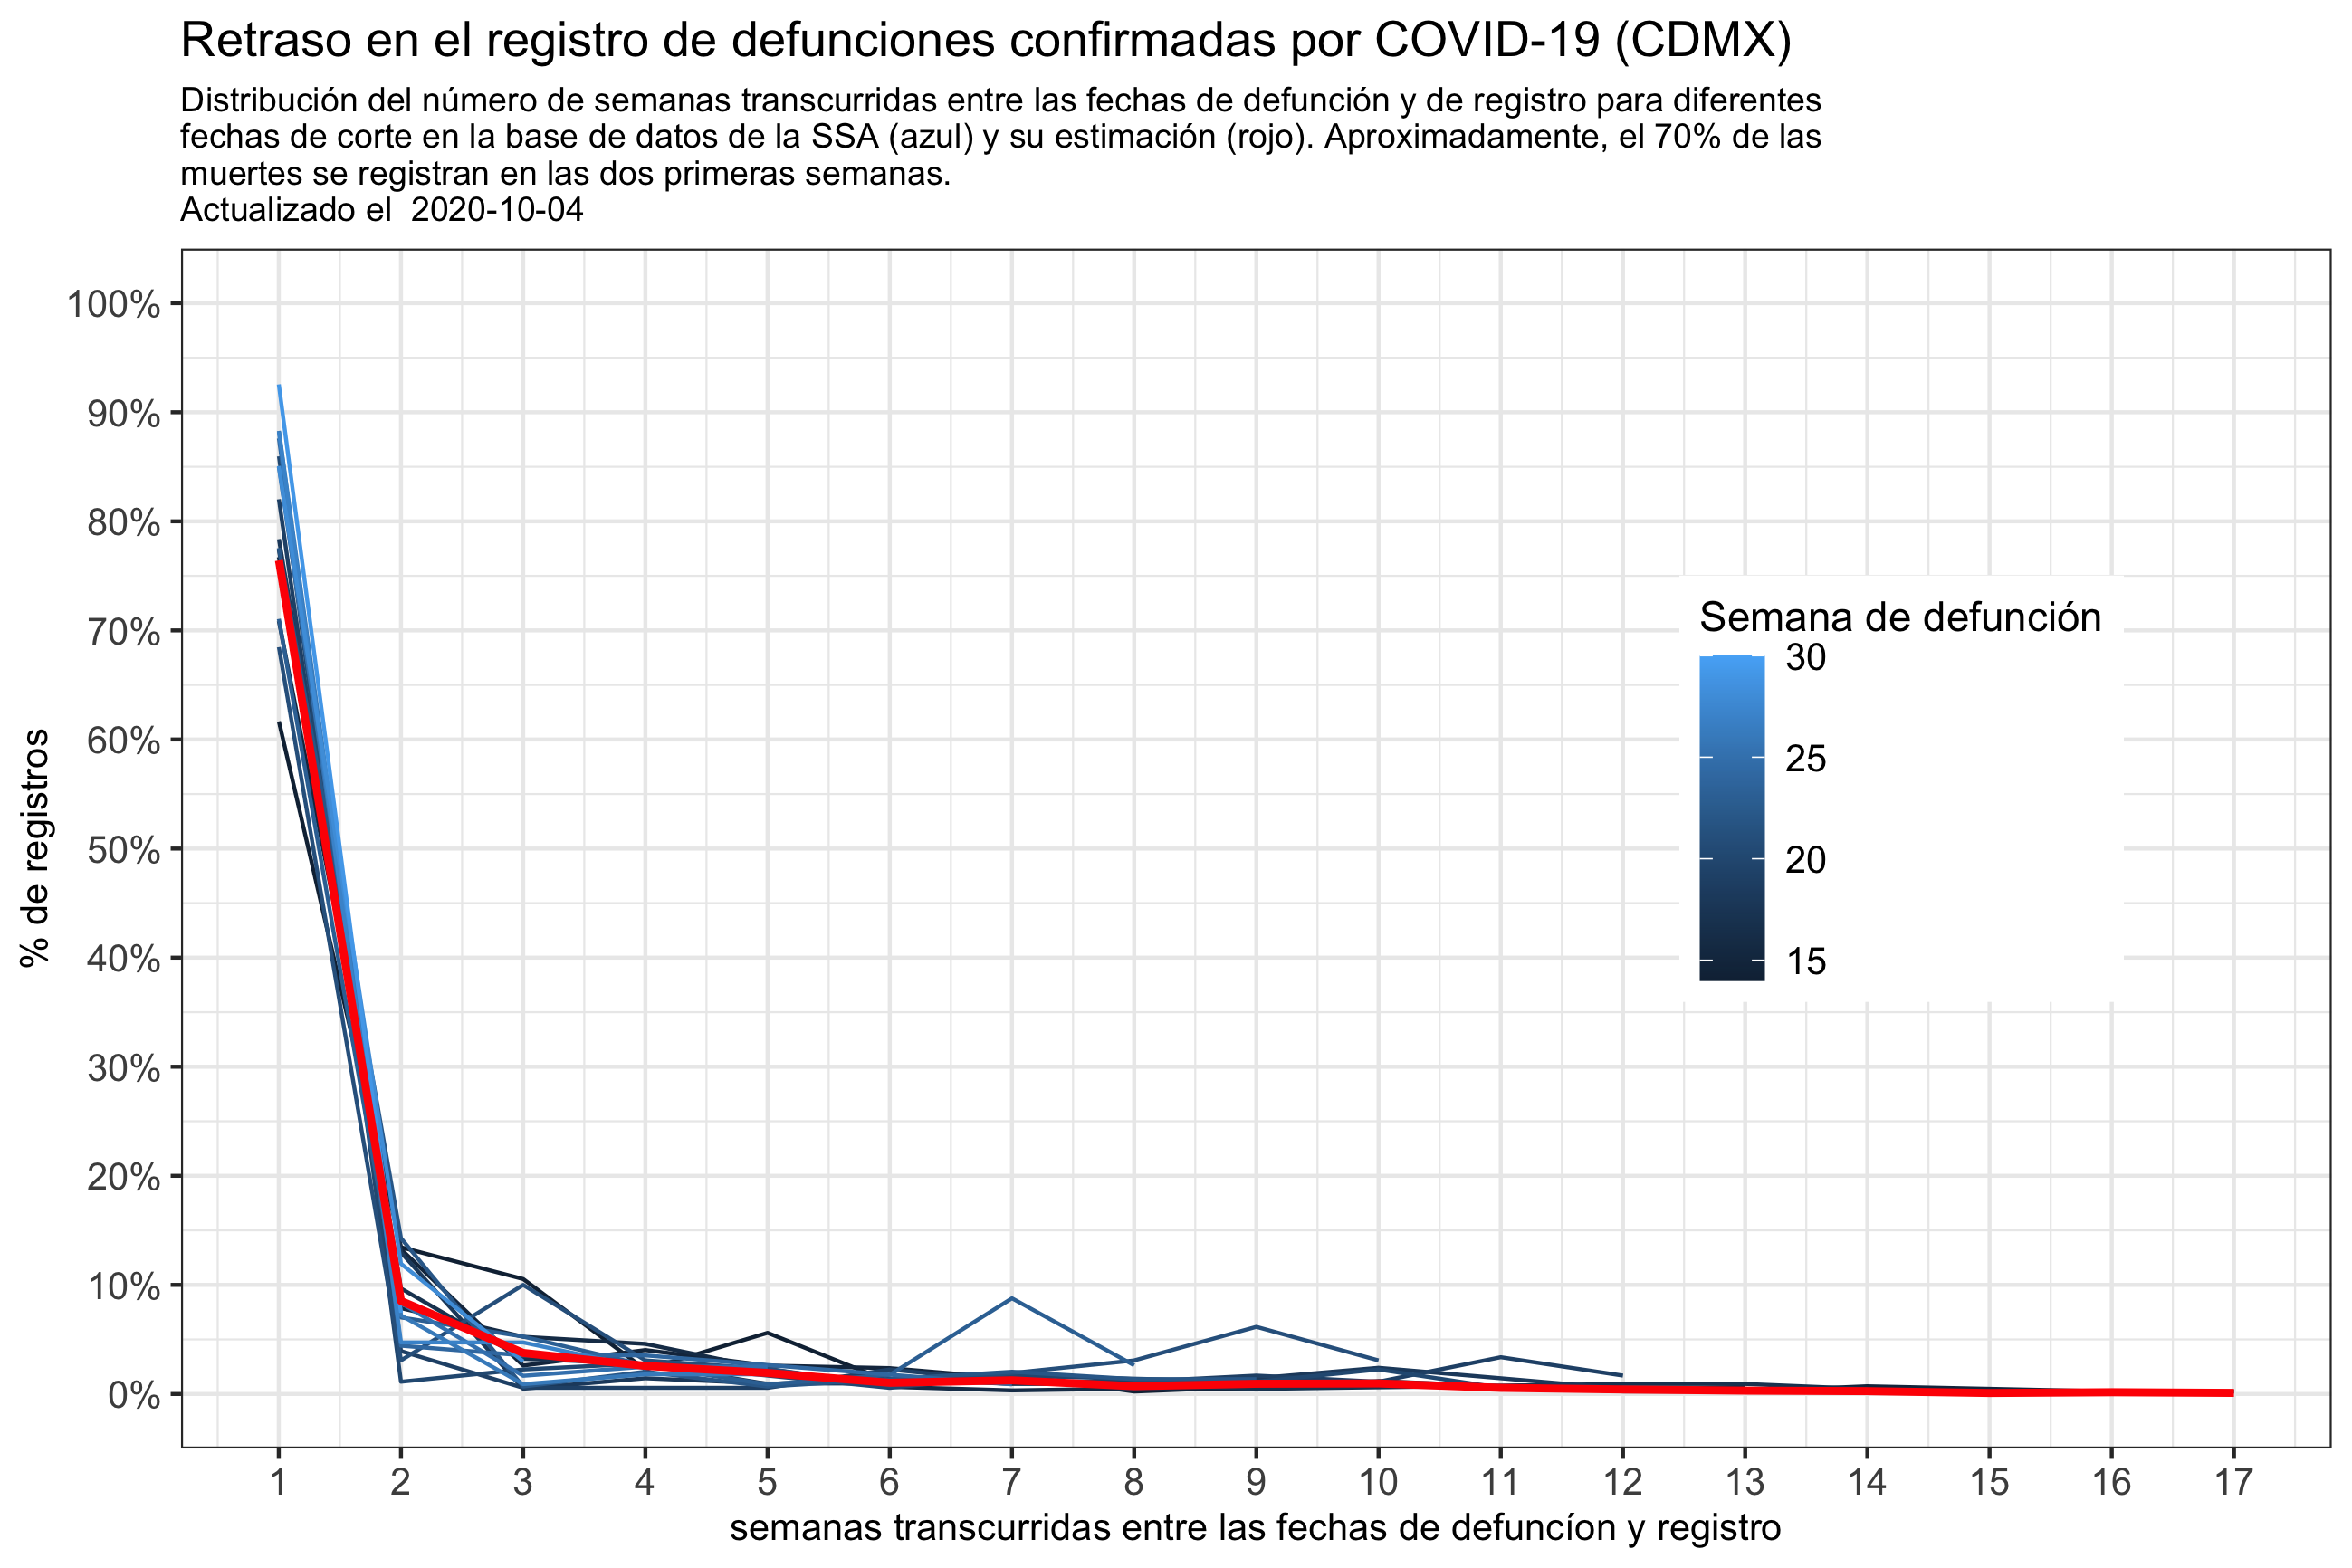 Retraso en el registro de defunciones confirmadas por COVID-19 (CDMX)
Distribución del número de semanas transcurridas entre las fechas de defunción y de registro para diferentes
fechas de corte en la base de datos de la SSA (azul) y su estimación (rojo). Aproximadamente, el 70% de las
muertes se registran en las dos primeras semanas.
Actualizado el  2020-10-04
100%
90%
80%
70%
60%
50%
40%
30%
20%
10%
0%
% de registros
Semana de defunción
30
25
20
15
1 2 3 4 5 6 7 8 9 10 11 12 13 14 15 16 17
semanas transcurridas entre las fechas de defuncíon y registro